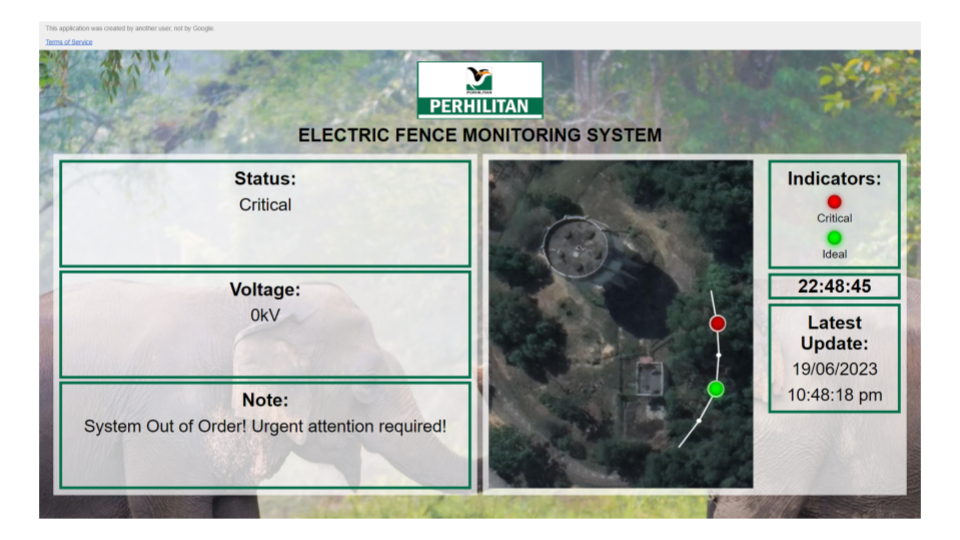 This application was created by another user, not by Google.
Terms of Service
PERHILITAN
PERHILITAN
ELECTRIC FENCE MONITORING SYSTEM
Status:
Critical
Voltage:
0kV
Note:
System Out of Order! Urgent attention required!
Indicators:
Critical
Ideal
22:48:45
Latest
Update:
19/06/2023
10:48:18 pm